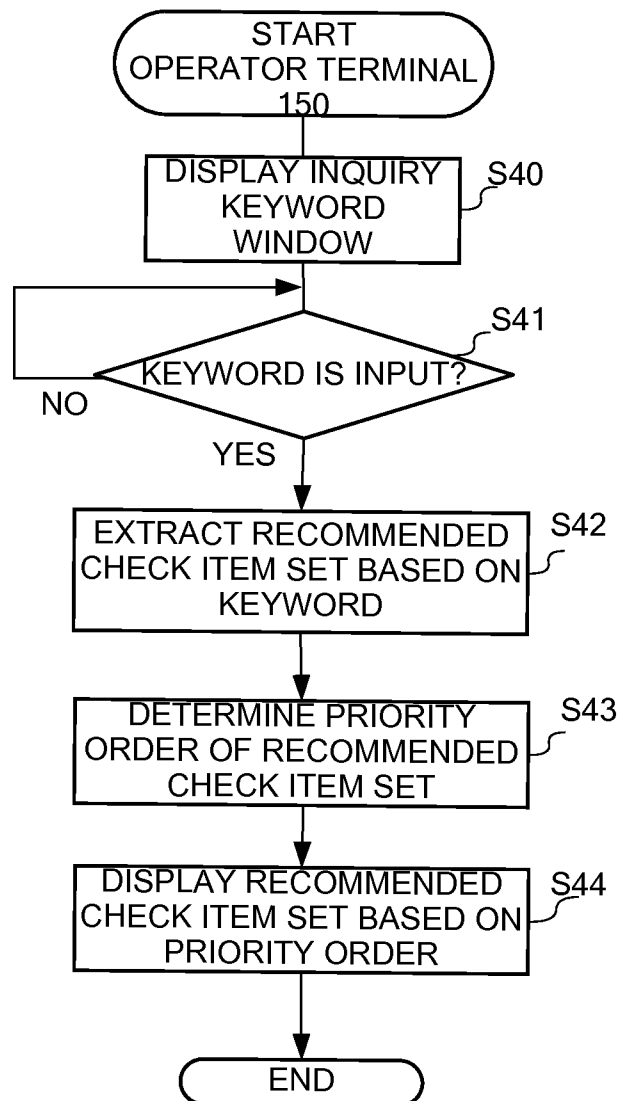 START
OPERATOR TERMINAL
150
DISPLAY INQUIRY
KEYWORD
WINDOW
S40
S41
KEYWORD IS INPUT?
NO
YES
EXTRACT RECOMMENDED
CHECK ITEM SET BASED ON
KEYWORD
S42
DETERMINE PRIORITY
ORDER OF RECOMMENDED
CHECK ITEM SET
S43
DISPLAY RECOMMENDED
CHECK ITEM SET BASED ON
PRIORITY ORDER
S44
END